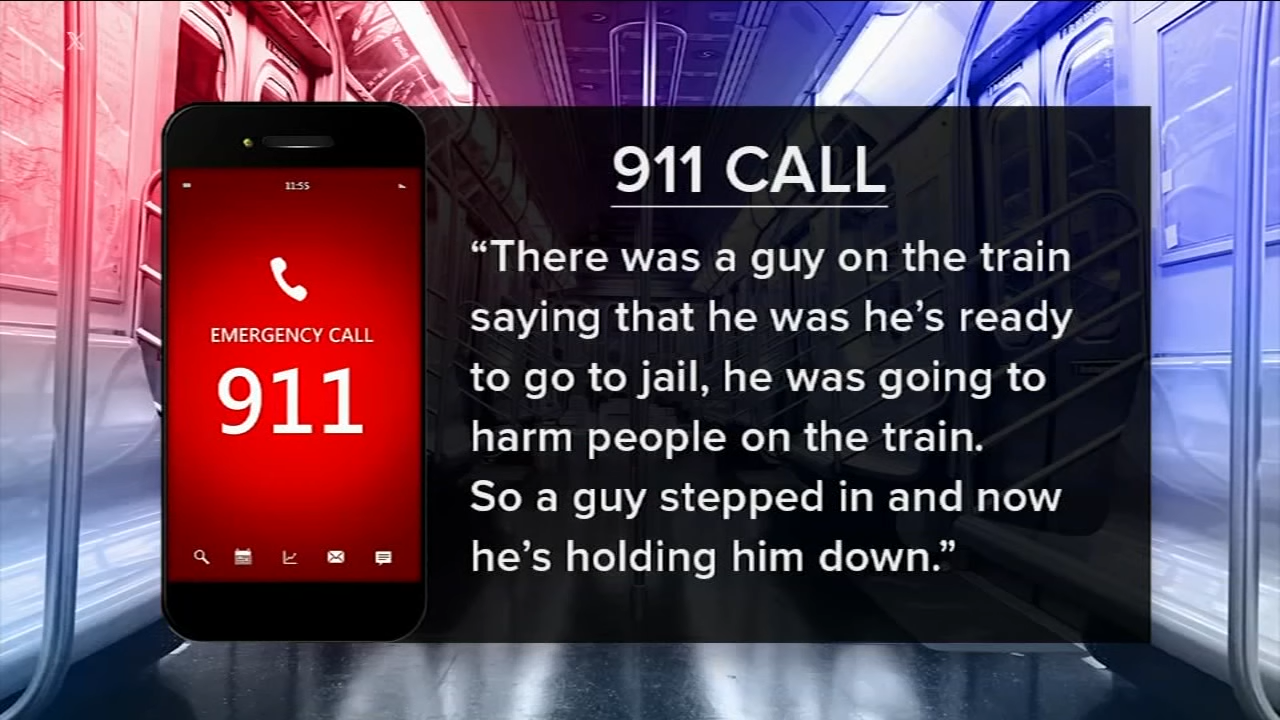 X
11:55
EMERGENCY CALL
911
911 CALL
“There was a guy on the train
saying that he was he’s ready
to go to jail, he was going to
harm people on the train.
So a guy stepped in and now
he’s holding him down.”